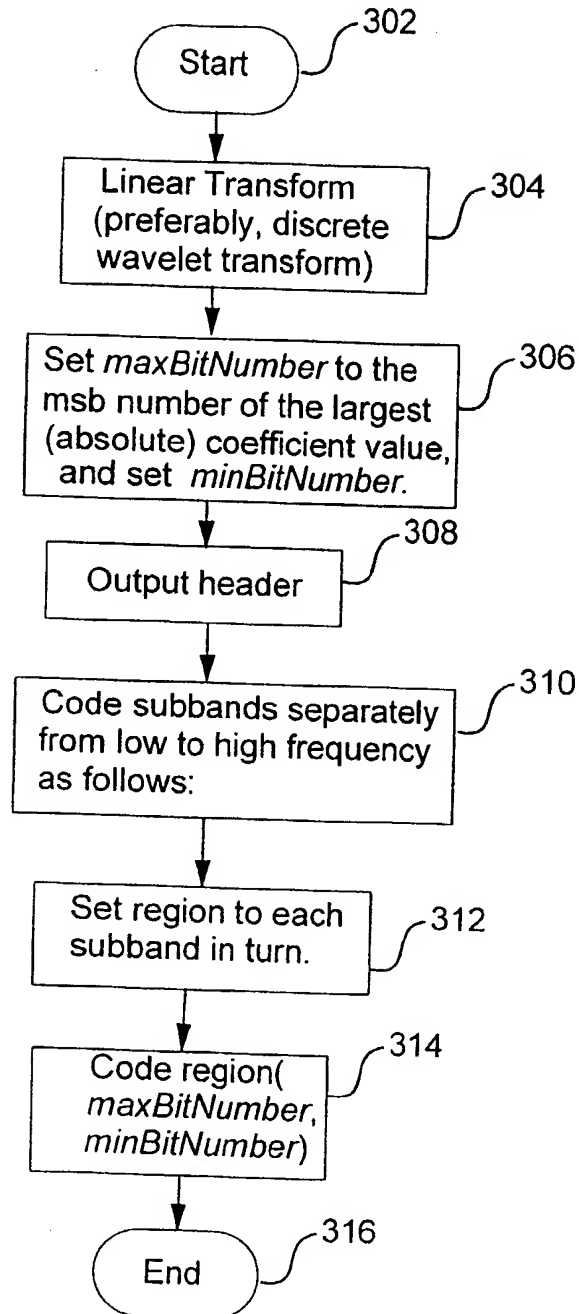 302
Start
304
Linear Transform
(preferably, discrete
wavelet transform)
306
Set maxBitNumber to the
msb number of the largest
(absolute) coefficient value,
and set minBitNumber.
308
Output header
310
Code subbands separately
from low to high frequency
as follows:
Set region to each
subband in turn.
312
314
Code region(
maxBitNumber,
minBitNumber)
316
End